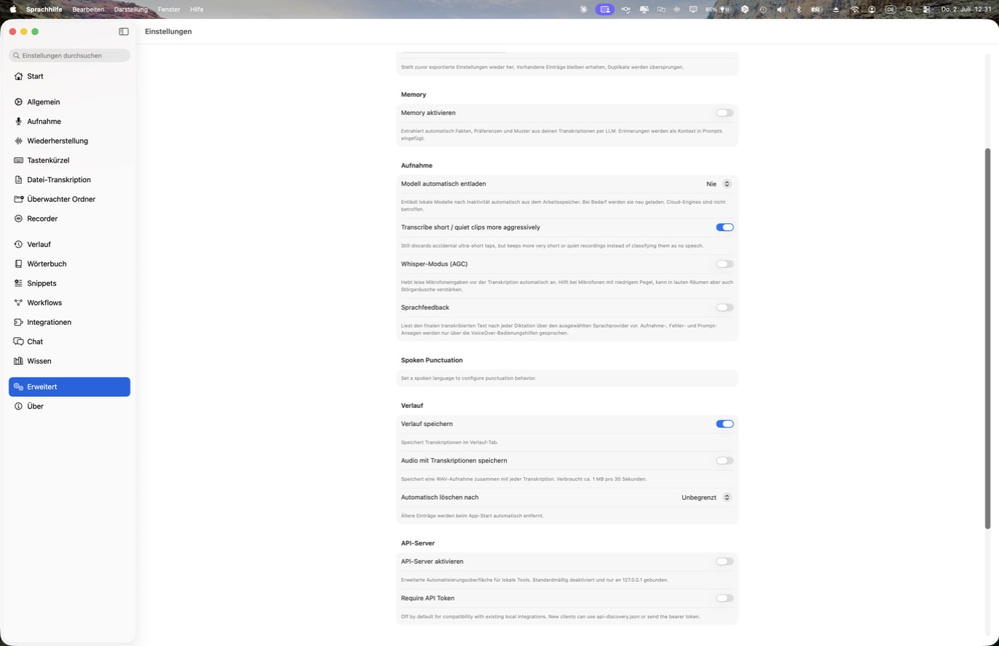 Sprachhilfe Bearbeiten Darstellung Fenster Hilfe
85%
DE
Do. 2. Juli 12:31
Einstellungen
Einstellungen durchsuchen
Start
Allgemein
Aufnahme
Wiederherstellung
Tastenkürzel
Datei-Transkription
Überwachter Ordner
Recorder
Verlauf
Wörterbuch
Snippets
Workflows
Integrationen
Chat
Wissen
Erweitert
Über
Stellt zuvor exportierte Einstellungen wieder her. Vorhandene Einträge bleiben erhalten, Duplikate werden übersprungen.
Memory
Memory aktivieren
Extrahiert automatisch Fakten, Präferenzen und Muster aus deinen Transkriptionen per LLM. Erinnerungen werden als Kontext in Prompts
eingefügt.
Aufnahme
Modell automatisch entladen Nie
Entlädt lokale Modelle nach Inaktivität automatisch aus dem Arbeitsspeicher. Bei Bedarf werden sie neu geladen. Cloud-Engines sind nicht
betroffen.
Transcribe short / quiet clips more aggressively
Still discards accidental ultra-short taps, but keeps more very short or quiet recordings instead of classifying them as no speech.
Whisper-Modus (AGC)
Hebt leise Mikrofoneingaben vor der Transkription automatisch an. Hilft bei Mikrofonen mit niedrigem Pegel, kann in lauten Räumen aber auch
Störgeräusche verstärken.
Sprachfeedback
Liest den finalen transkribierten Text nach jeder Diktation über den ausgewählten Sprachprovider vor. Aufnahme-, Fehler- und Prompt-
Ansagen werden nur über die VoiceOver-Bedienungshilfen gesprochen.
Spoken Punctuation
Set a spoken language to configure punctuation behavior.
Verlauf
Verlauf speichern
Speichert Transkriptionen im Verlauf-Tab.
Audio mit Transkriptionen speichern
Speichert eine WAV-Aufnahme zusammen mit jeder Transkription. Verbraucht ca. 1 MB pro 30 Sekunden.
Automatisch löschen nach Unbegrenzt
Ältere Einträge werden beim App-Start automatisch entfernt.
API-Server
API-Server aktivieren
Erweiterte Automatisierungsoberfläche für lokale Tools. Standardmäßig deaktiviert und nur an 127.0.0.1 gebunden.
Require API Token
Off by default for compatibility with existing local integrations. New clients can use api-discovery.json or send the bearer token.